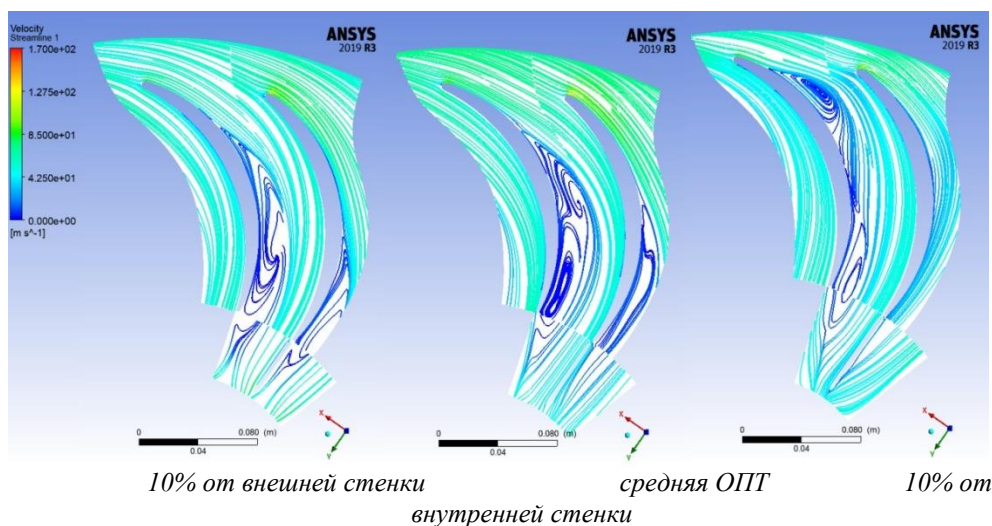 Velocity
Streamline 1
1.700e+02
1.275e+02
8.500e+01
4.250e+01
0.000e+00
[m s^-1]
ANSYS
2019 R3
ANSYS
2019 R3
ANSYS
2019 R3
X
Y
0 0.080 (m)
0.04
X
Y
0 0.080 (m)
0.04
X
Y
0 0.080 (m)
0.04
10% от внешней стенки средняя ОПТ 10% от
внутренней стенки